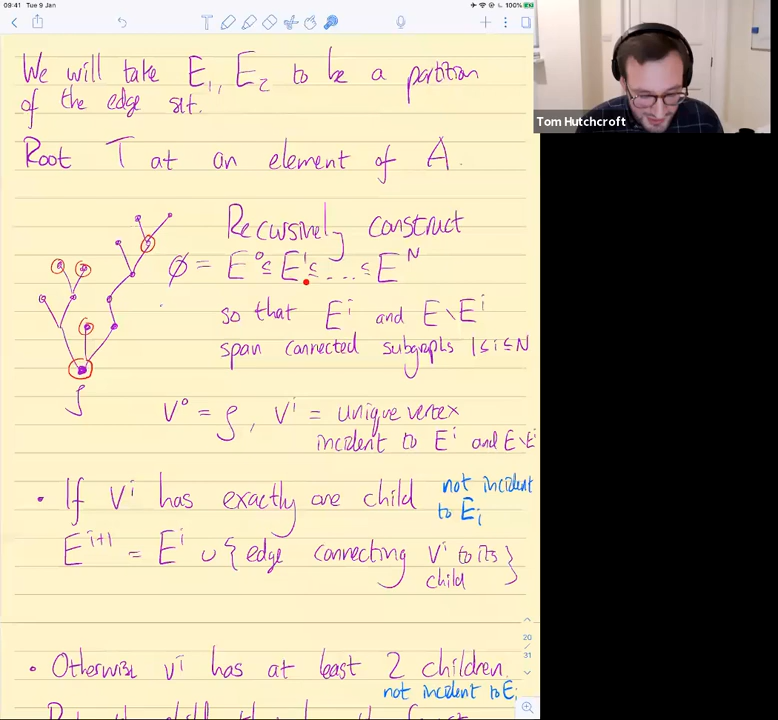 09:41 Tue 9 Jan
100%
We will take E₁, E₂ to be a partition
of the edge set.
Root T at an element of A.
Recursively construct
∅ = E⁰ ⊆ E¹ ⊆ ... ⊆ Eᴺ
so that Eⁱ and E\Eⁱ
span connected subgraphs 1≤i≤N
ρ
V⁰ = ρ, Vⁱ = unique vertex
incident to Eⁱ and E\Eⁱ
• If Vⁱ has exactly one child not incident
to Eᵢ
Eⁱ⁺¹ = Eⁱ ∪ {edge connecting Vⁱ to its
child}
• Otherwise vⁱ has at least 2 children
not incident to Eᵢ
20
31
Tom Hutchcroft